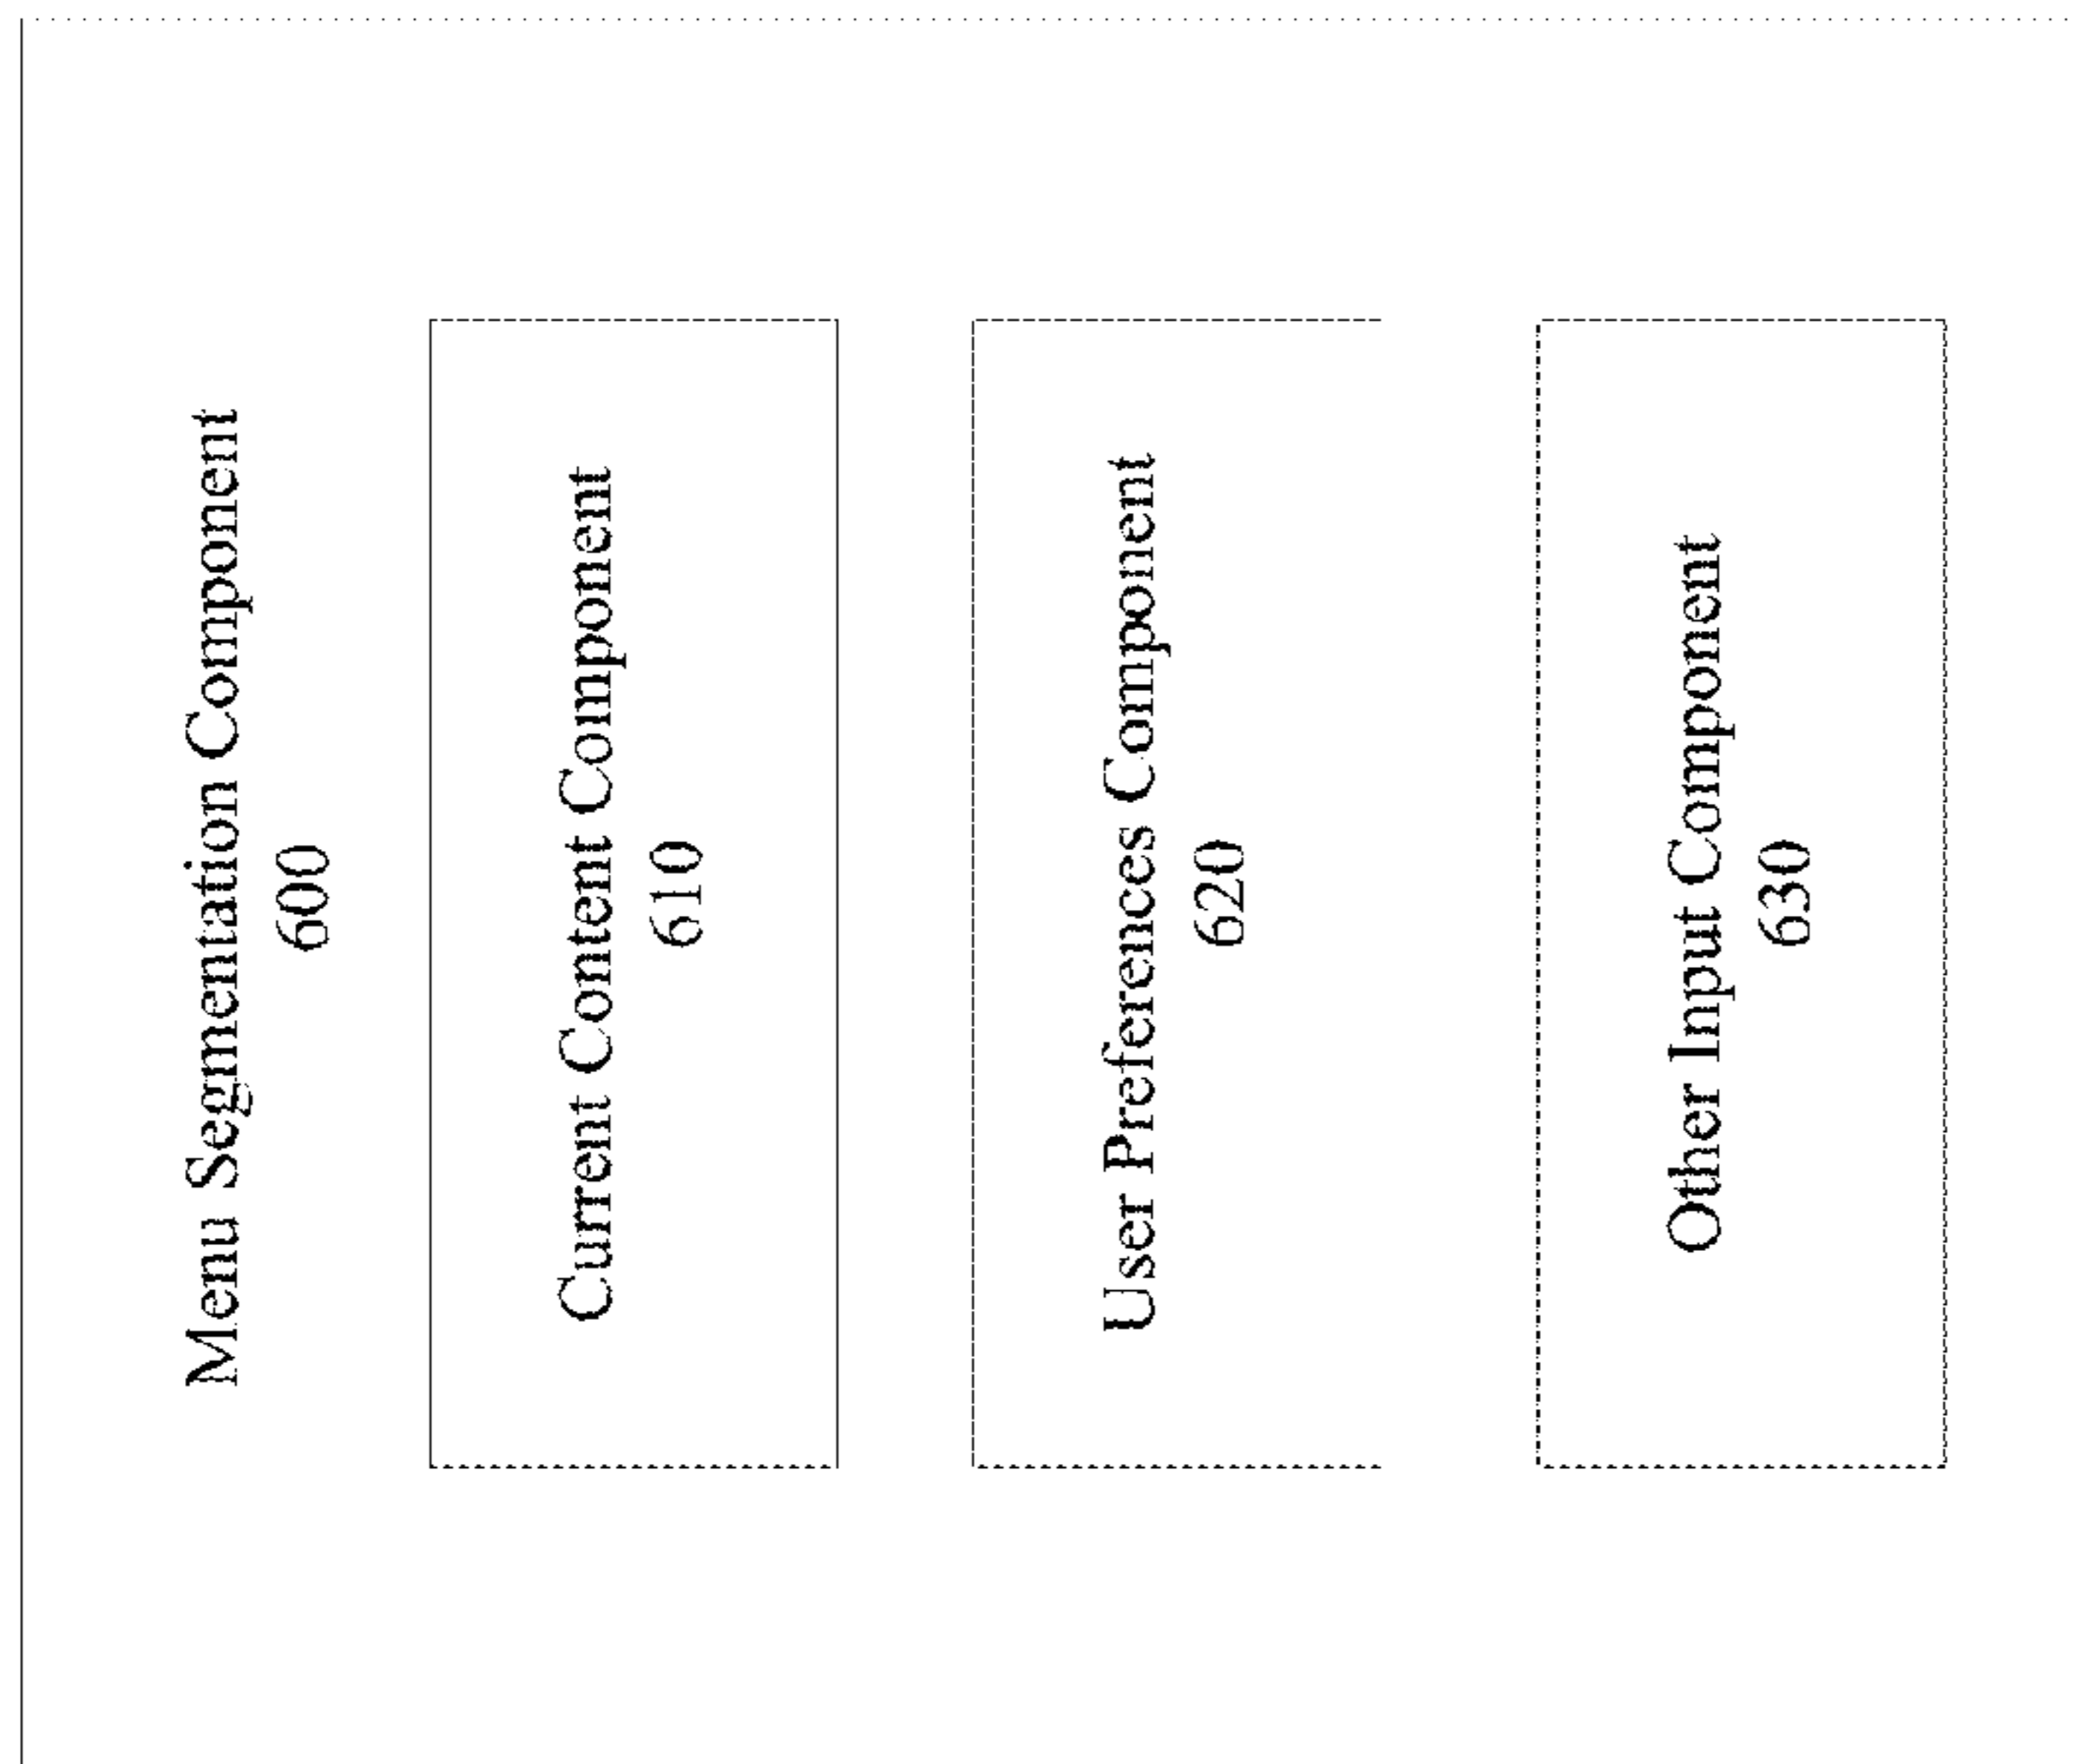 Menu Segmentation Component
600
Current Content Component
610
User Preferences Component
620
Other Input Component
630